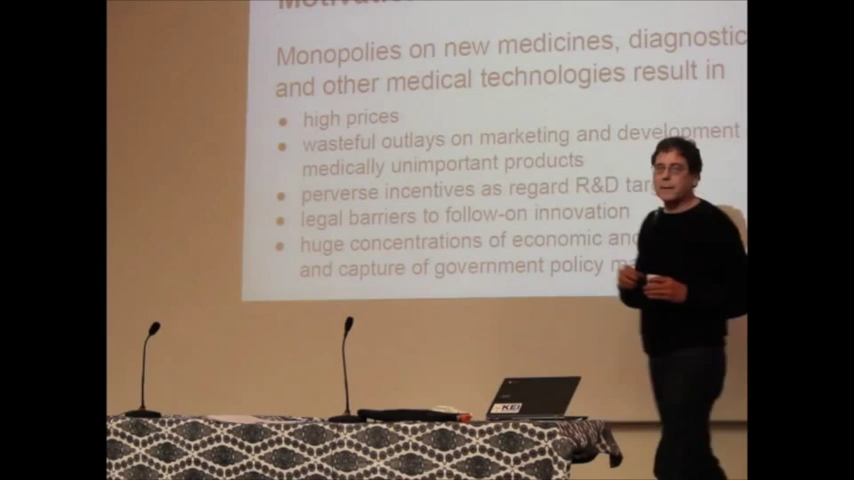 Monopolies on new medicines, diagnostic
and other medical technologies result in
• high prices
• wasteful outlays on marketing and development
medically unimportant products
• perverse incentives as regard R&D
• legal barriers to follow-on innovation
• huge concentrations of economic
and capture of government policy
KEI